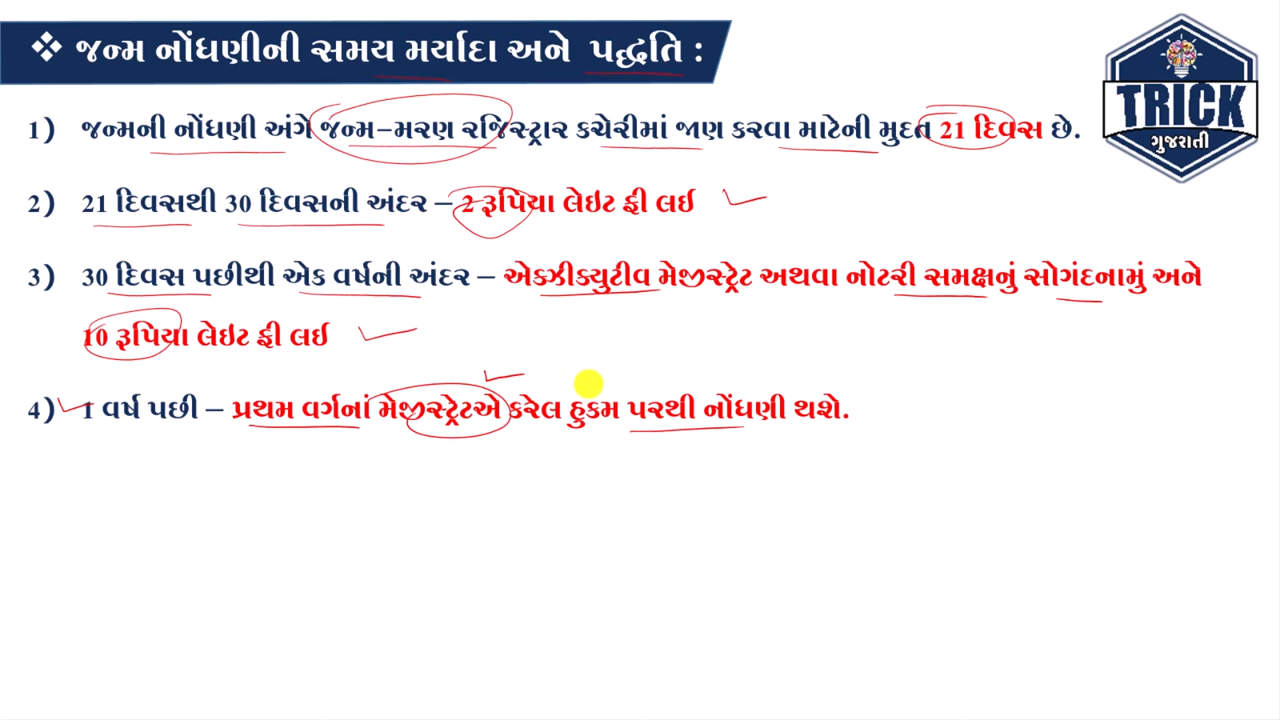 ❖ જન્મ નોંધણીની સમય મર્યાદા અને પદ્ધતિ :
TRICK
ગુજરાતી
1) જન્મની નોંધણી અંગે જન્મ-મરણ રજિસ્ટ્રાર કચેરીમાં જાણ કરવા માટેની મુદત 21 દિવસ છે.
2) 21 દિવસથી 30 દિવસની અંદર – 2 રૂપિયા લેઇટ ફી લઈ
3) 30 દિવસ પછીથી એક વર્ષની અંદર – એક્ઝીક્યુટીવ મેજીસ્ટ્રેટ અથવા નોટરી સમક્ષનું સોગંદનામું અને
10 રૂપિયા લેઇટ ફી લઈ
4) 1 વર્ષ પછી – પ્રથમ વર્ગનાં મેજીસ્ટ્રેટએ કરેલ હુકમ પરથી નોંધણી થશે.